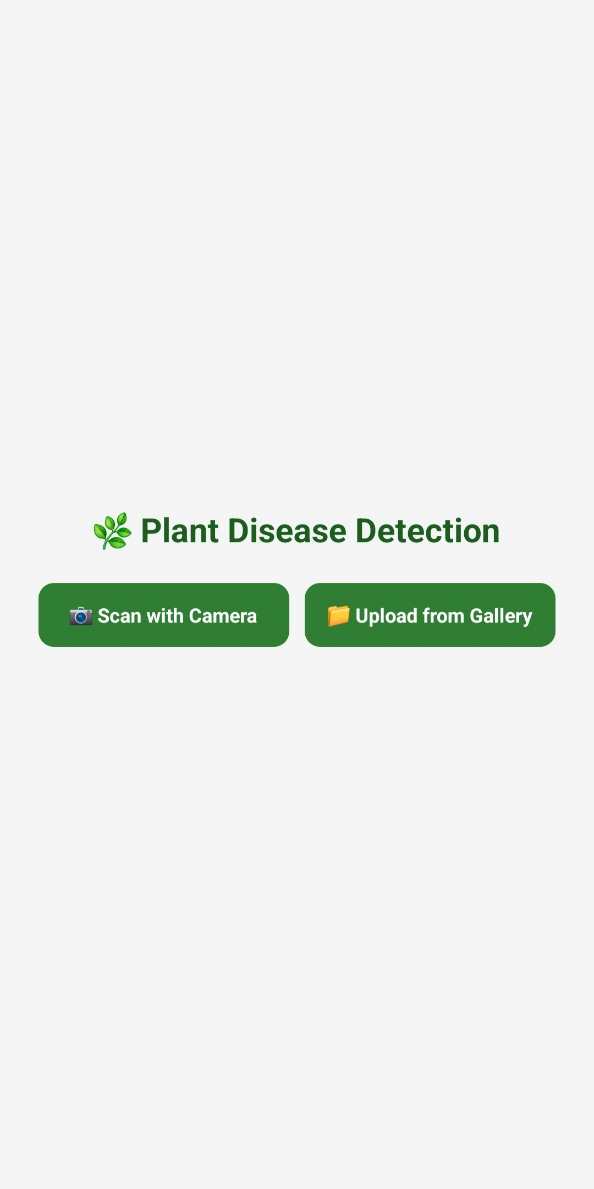 🌿 Plant Disease Detection
📷 Scan with Camera
📁 Upload from Gallery